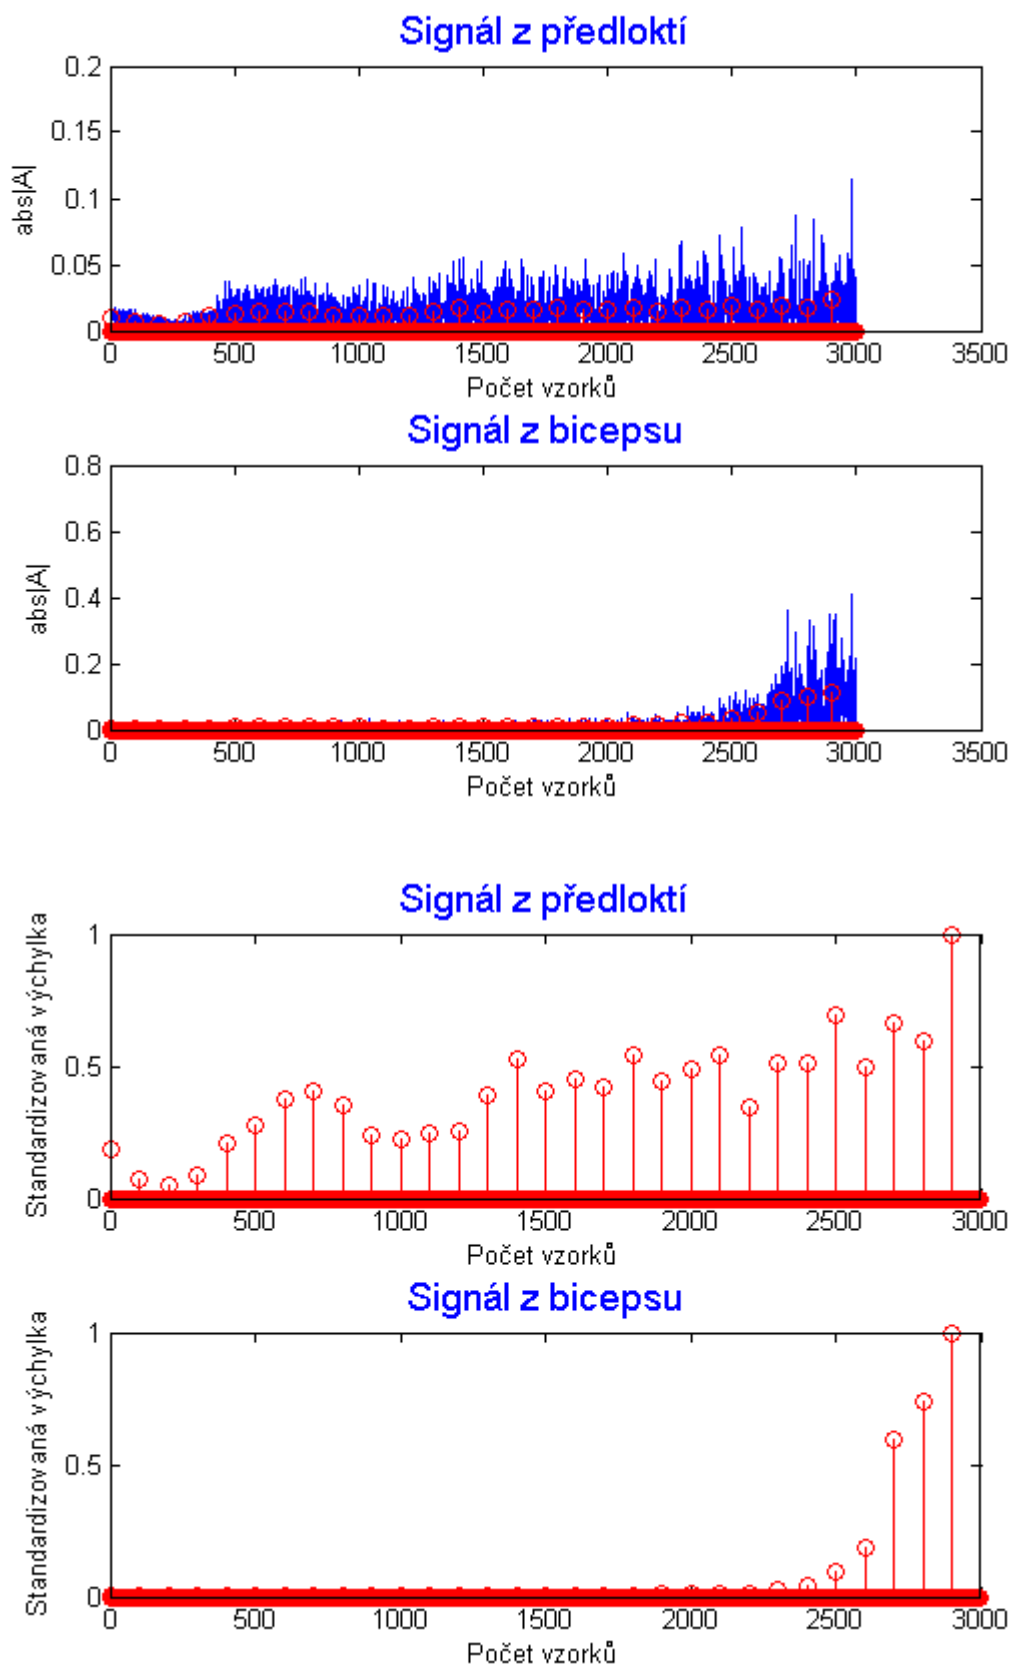 Signál z předloktí
0.2
0.15
0.1
0.05
0
abs|A|
0 500 1000 1500 2000 2500 3000 3500
Počet vzorků
Signál z bicepsu
0.8
0.6
0.4
0.2
0
abs|A|
0 500 1000 1500 2000 2500 3000 3500
Počet vzorků
Signál z předloktí
1
0.5
0
Standardizovaná výchylka
0 500 1000 1500 2000 2500 3000
Počet vzorků
Signál z bicepsu
1
0.5
0
Standardizovaná výchylka
0 500 1000 1500 2000 2500 3000
Počet vzorků